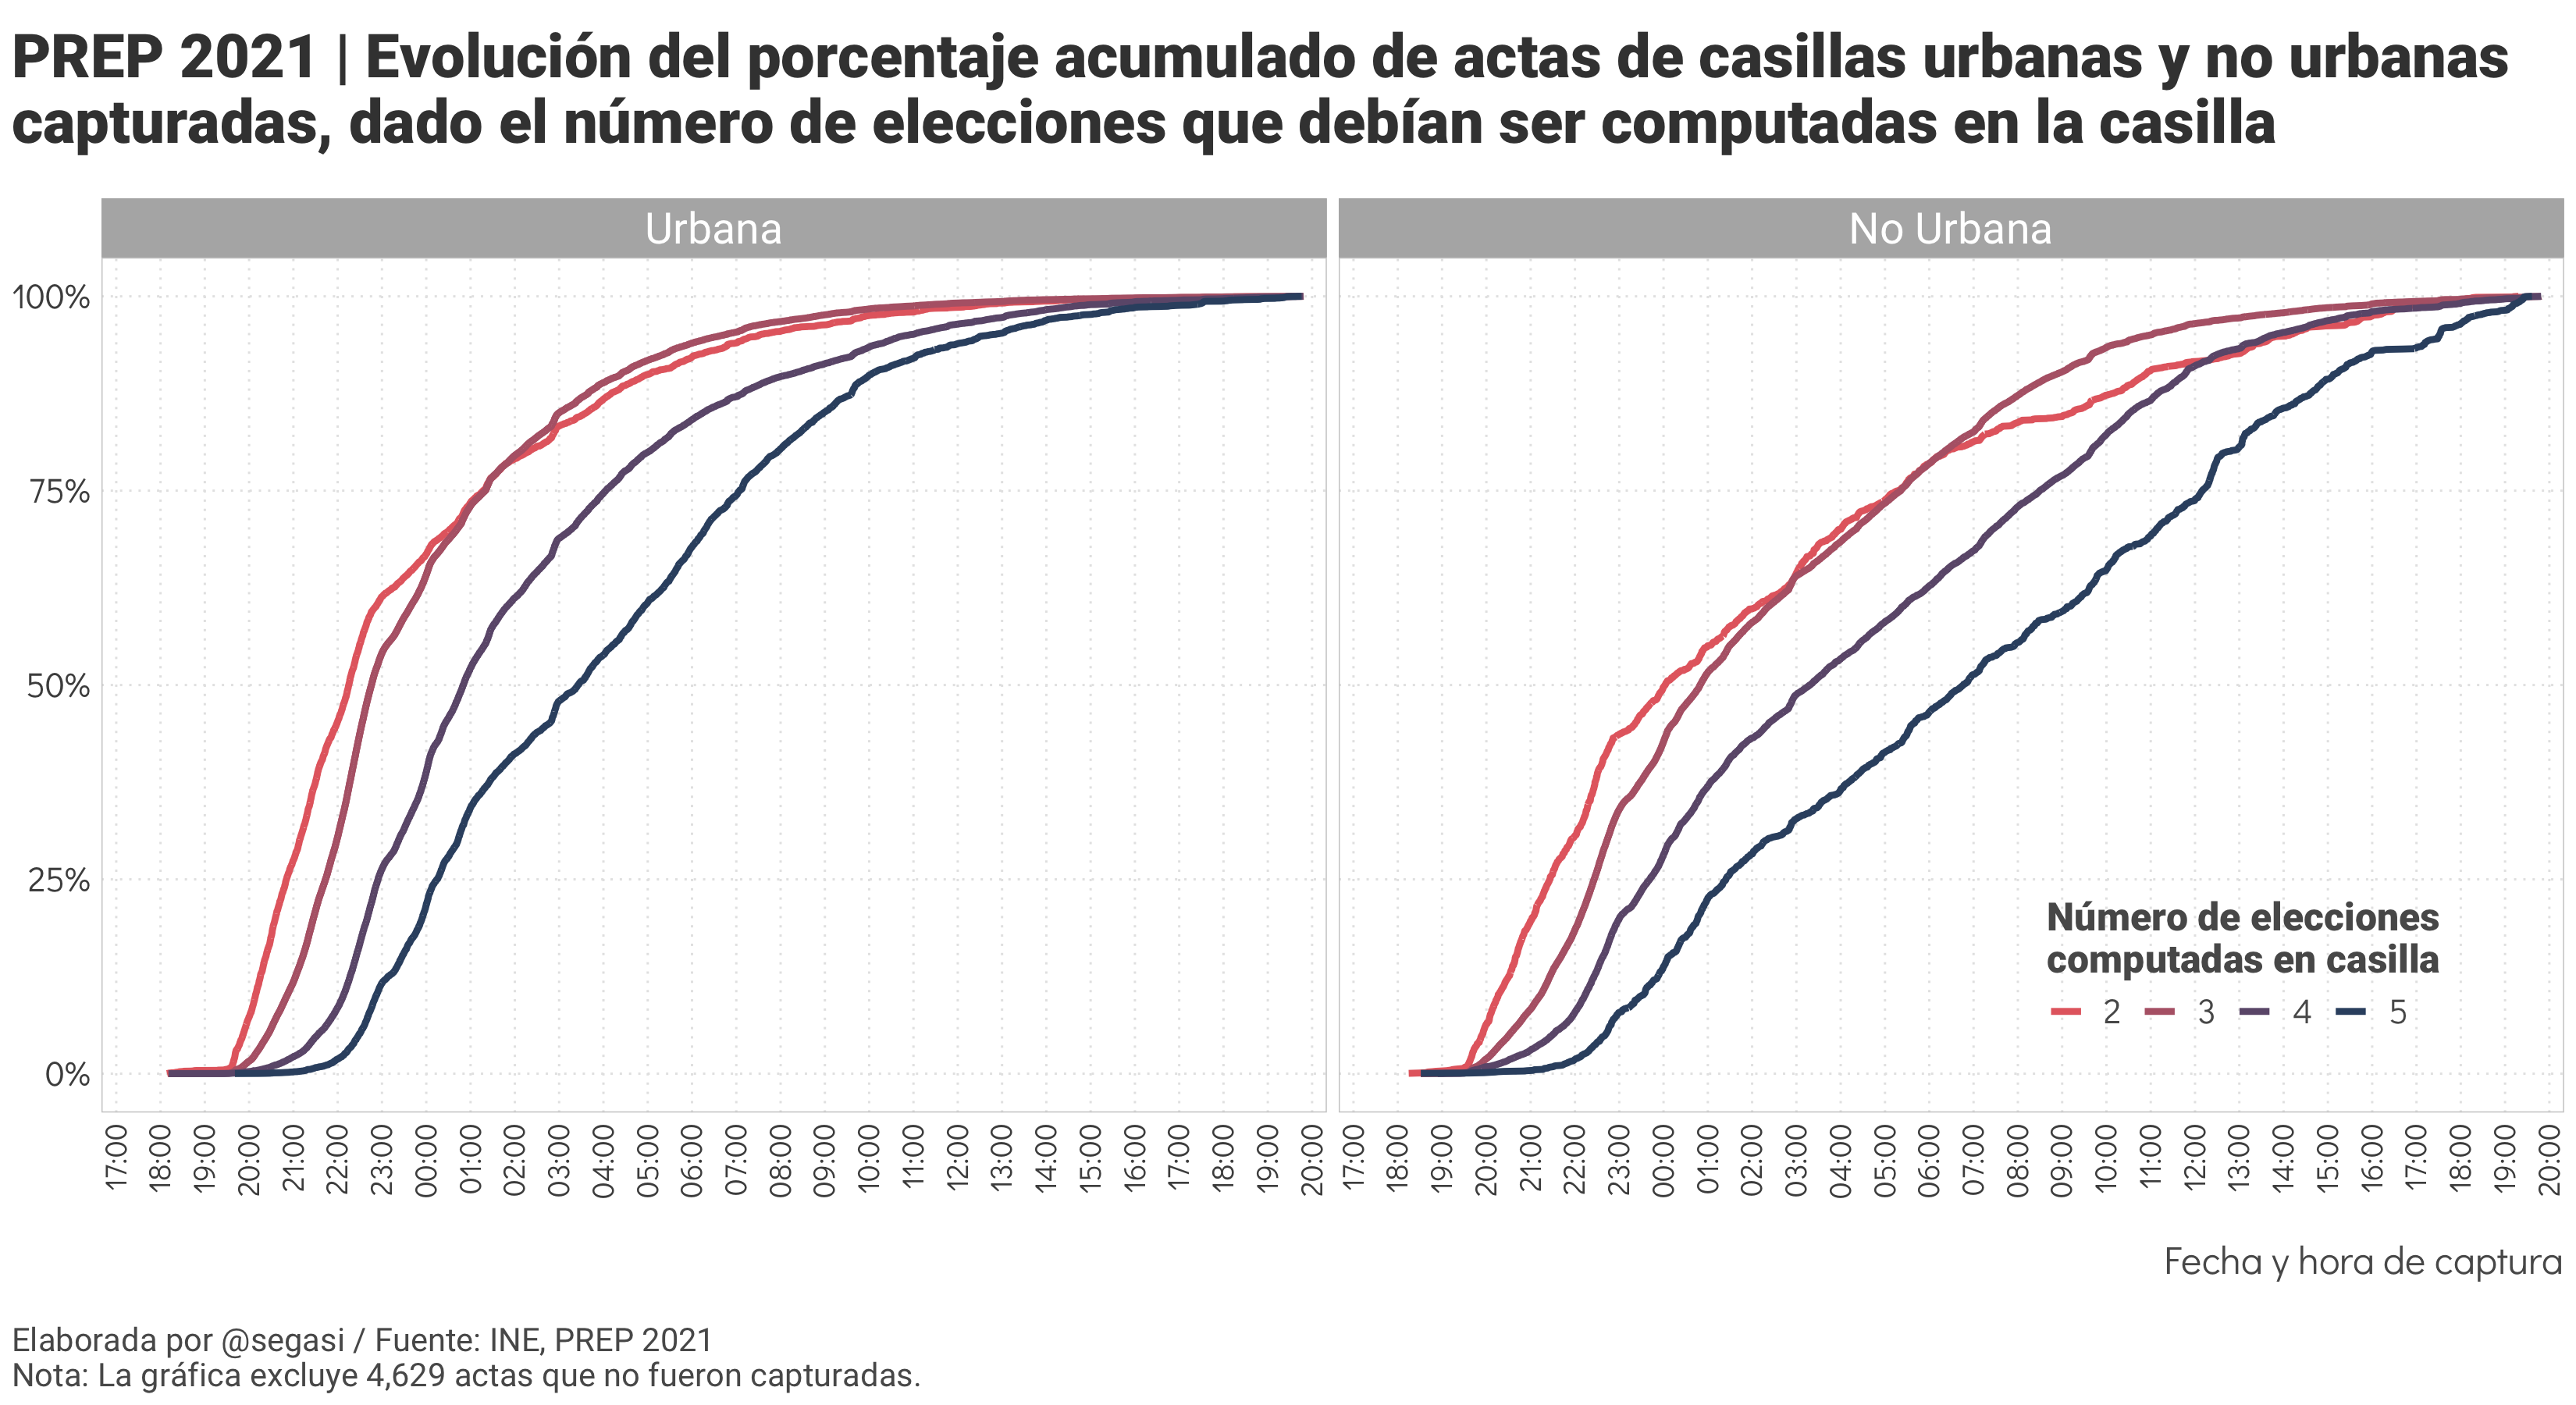 PREP 2021 | Evolución del porcentaje acumulado de actas de casillas urbanas y no urbanas
capturadas, dado el número de elecciones que debían ser computadas en la casilla
Urbana
No Urbana
100%
75%
50%
25%
0%
Número de elecciones
computadas en casilla
2 3 4 5
17:00 18:00 19:00 20:00 21:00 22:00 23:00 00:00 01:00 02:00 03:00 04:00 05:00 06:00 07:00 08:00 09:00 10:00 11:00 12:00 13:00 14:00 15:00 16:00 17:00 18:00 19:00 20:00
17:00 18:00 19:00 20:00 21:00 22:00 23:00 00:00 01:00 02:00 03:00 04:00 05:00 06:00 07:00 08:00 09:00 10:00 11:00 12:00 13:00 14:00 15:00 16:00 17:00 18:00 19:00 20:00
Fecha y hora de captura
Elaborada por @segasi / Fuente: INE, PREP 2021
Nota: La gráfica excluye 4,629 actas que no fueron capturadas.